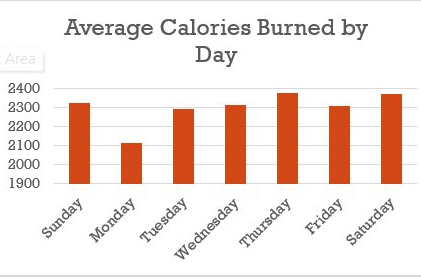 Average Calories Burned by
Day
Area
2400
2300
2200
2100
2000
1900
Sunday
Monday
Tuesday
Wednesday
Thursday
Friday
Saturday